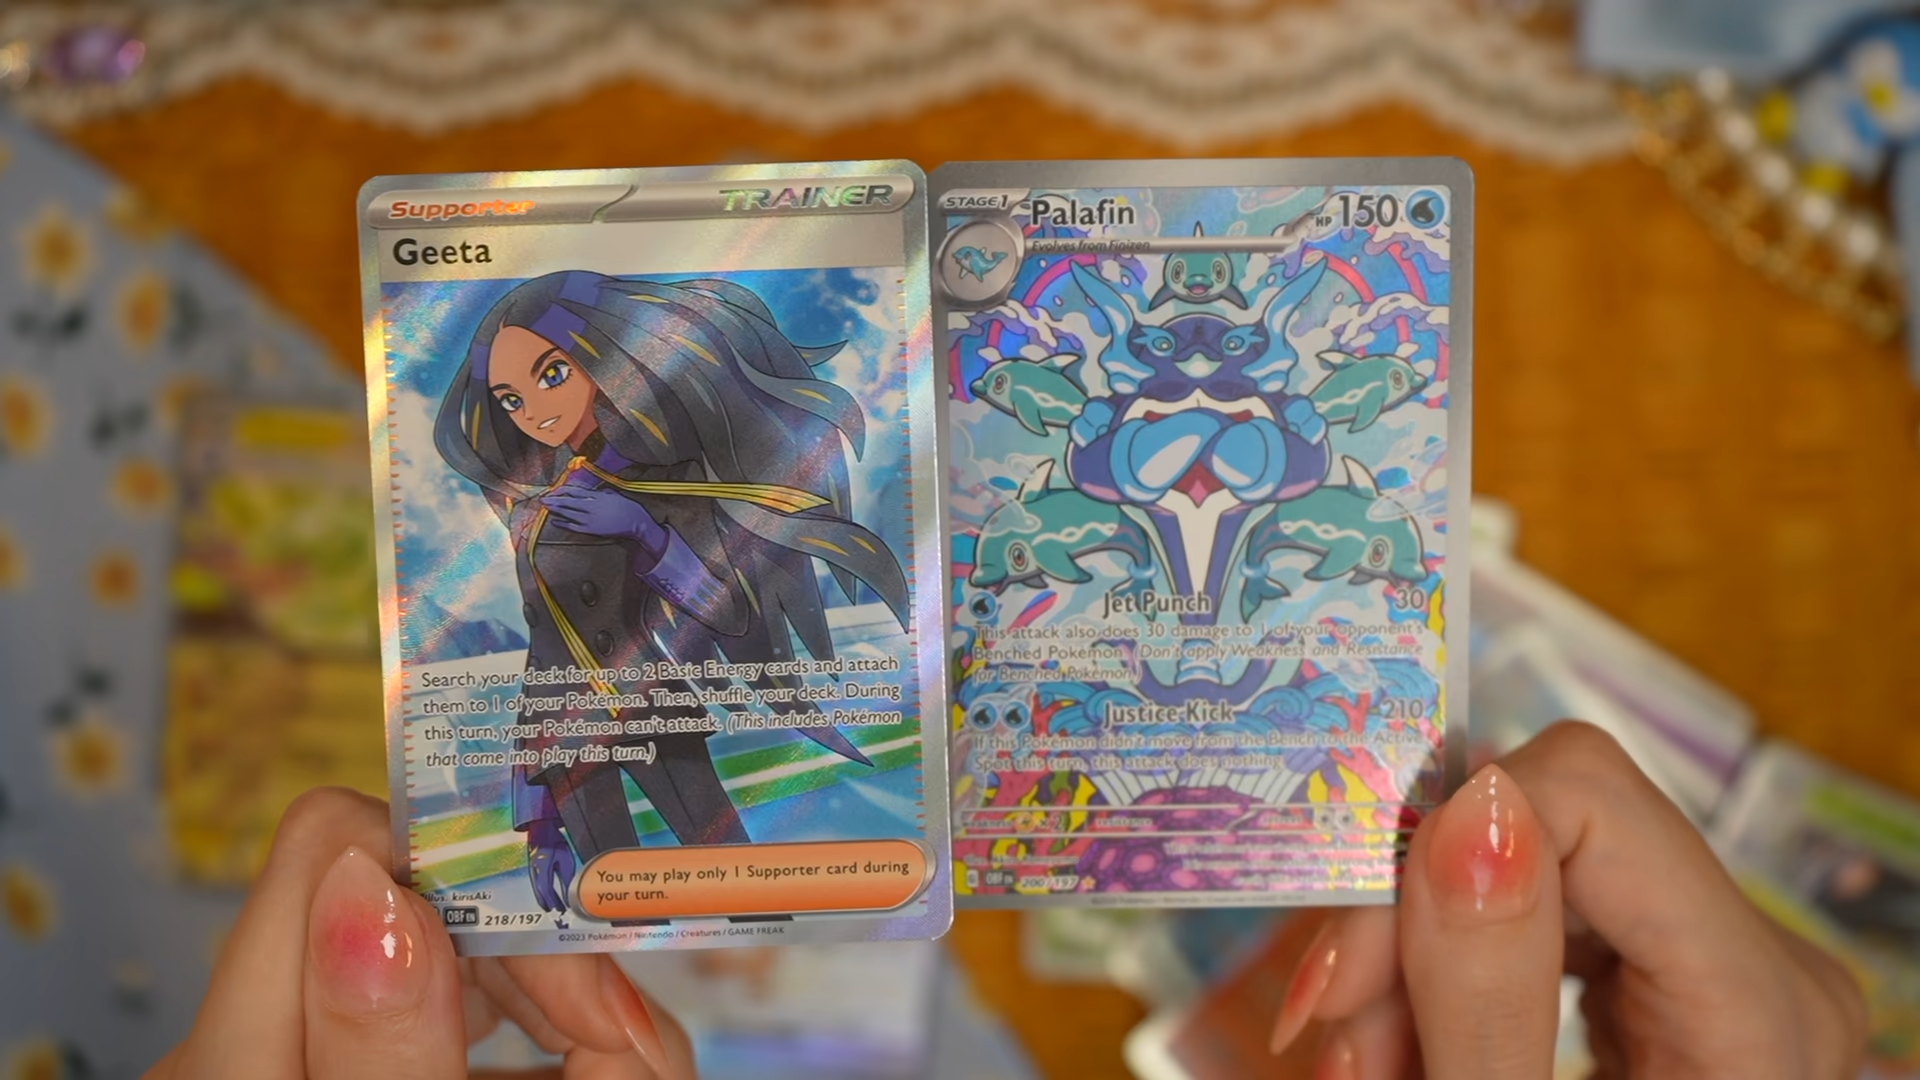 Supporter TRAINER
Geeta
Search your deck for up to 2 Basic Energy cards and attach
them to 1 of your Pokémon. Then, shuffle your deck. During
this turn, your Pokémon can't attack. (This includes Pokémon
that come into play this turn.)
You may play only 1 Supporter card during
your turn.
Illus. kirisAki
OBF EN 218/197
©2023 Pokémon / Nintendo / Creatures / GAME FREAK
STAGE 1 Palafin HP 150
Evolves from Finizen
Jet Punch 30
This attack also does 30 damage to 1 of your opponent's
Benched Pokémon. (Don't apply Weakness and Resistance
for Benched Pokémon.)
Justice Kick 210
If this Pokémon didn't move from the Bench to the Active
Spot this turn, this attack does nothing.
weakness ×2 resistance retreat
G OBF EN 200/197